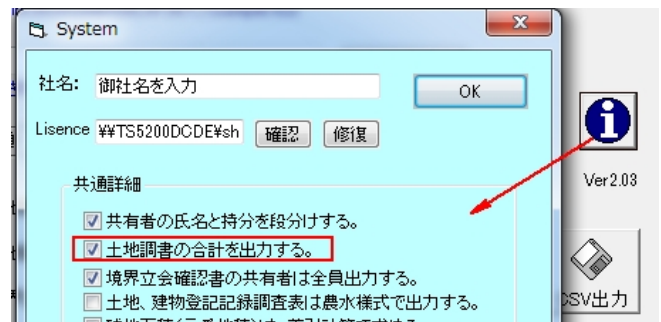 System
社名: 御社名を入力
OK
Lisence ¥¥TS5200DCDE¥sh 確認 修復
Ver2.03
共通詳細
共有者の氏名と持分を段分けする。
土地調書の合計を出力する。
境界立会確認書の共有者は全員出力する。
土地、建物登記記録調査表は農水様式で出力する。
CSV出力